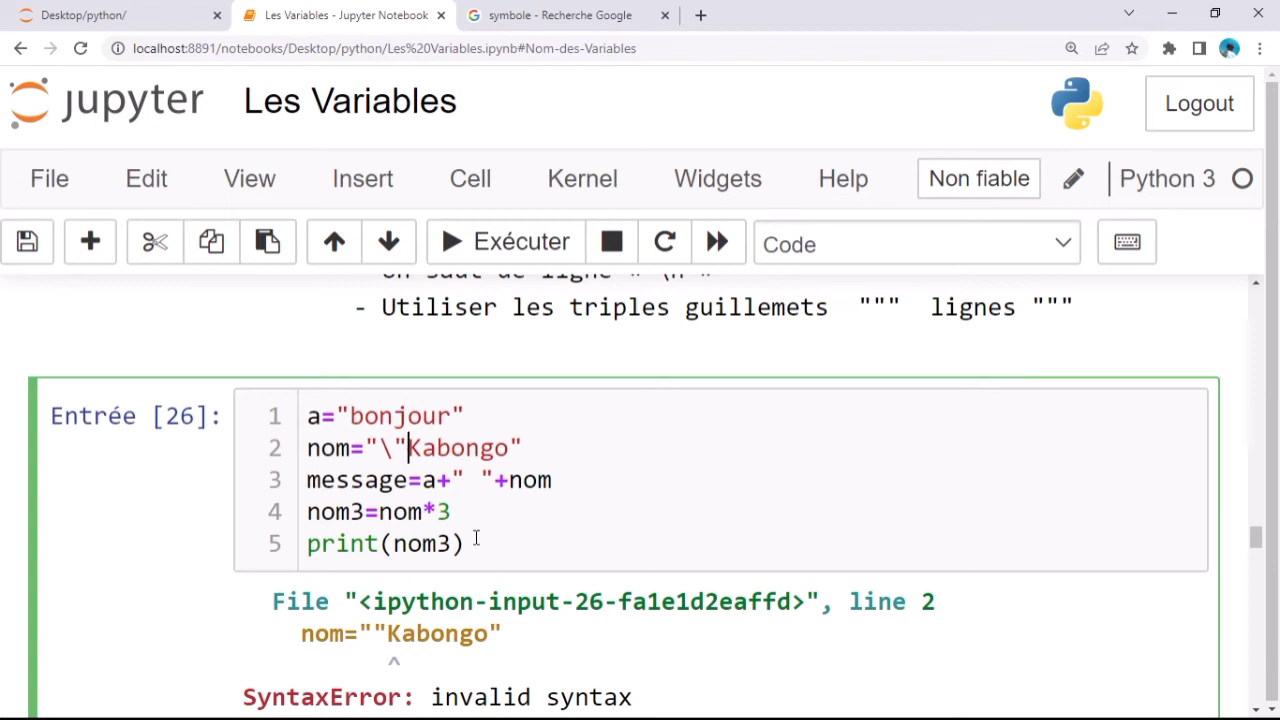 Desktop/python/
Les Variables - Jupyter Notebook
symbole - Recherche Google
localhost:8891/notebooks/Desktop/python/Les%20Variables.ipynb#Nom-des-Variables
jupyter Les Variables
Logout
File Edit View Insert Cell Kernel Widgets Help Non fiable Python 3
Exécuter Code
- Utiliser les triples guillemets """ lignes """
Entrée [26]:
1 a="bonjour"
2 nom="\"Kabongo"
3 message=a+" "+nom
4 nom3=nom*3
5 print(nom3)
File "<ipython-input-26-fa1e1d2eaffd>", line 2
nom=""Kabongo"
^
SyntaxError: invalid syntax